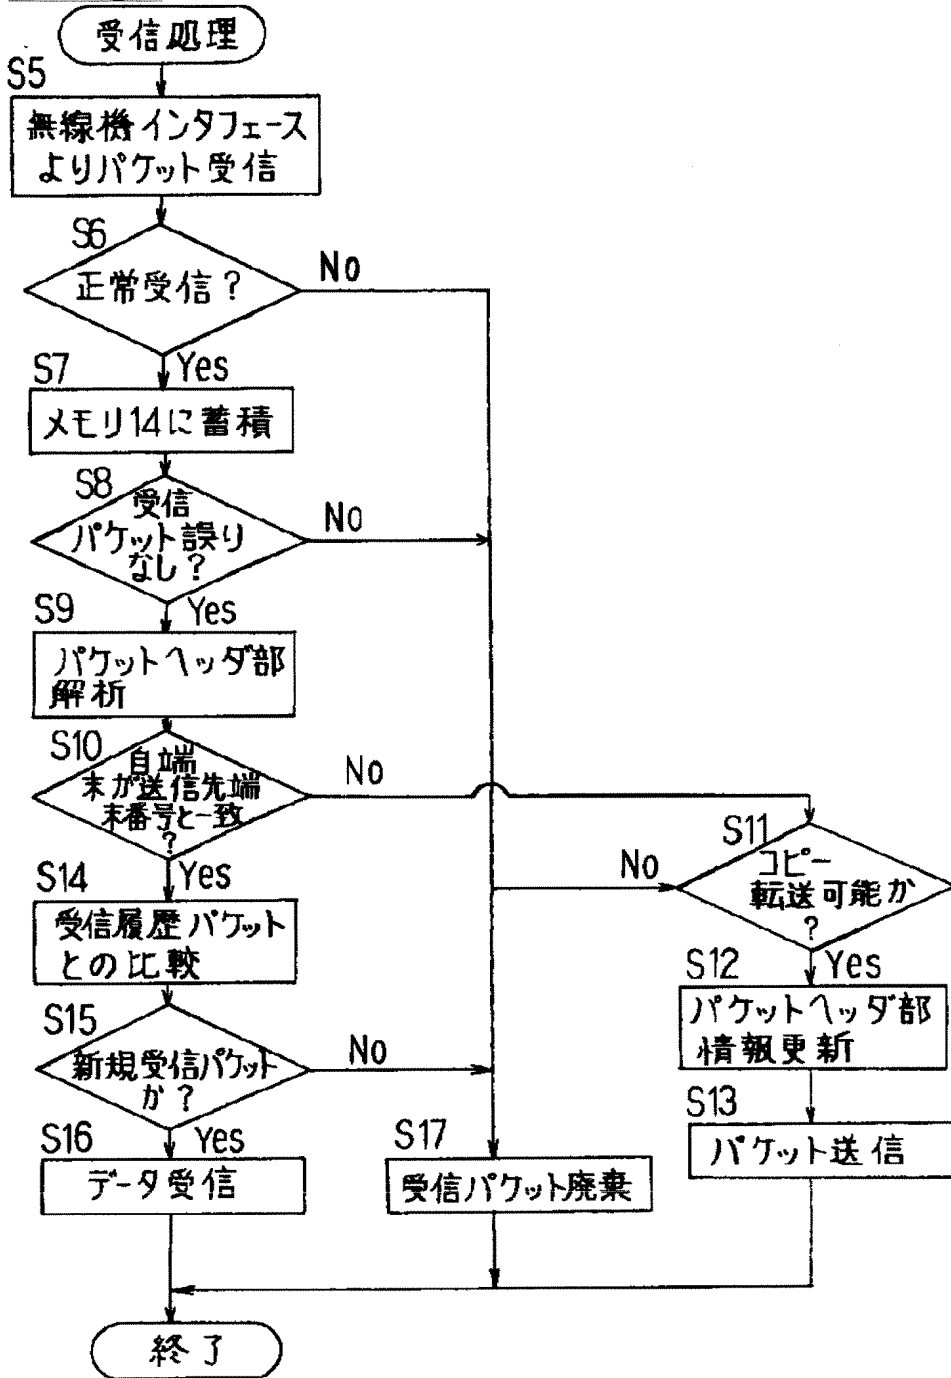 受信処理
S5
無線機インタフェース
よりパケット受信
S6
正常受信?
No
Yes
S7
メモリ14に蓄積
S8
受信
パケット誤り
なし?
No
Yes
S9
パケットヘッダ部
解析
S10
自端
末が送信先端
末番号と一致
?
No
Yes
S11
コピー
転送可能か
?
No
Yes
S14
受信履歴パケット
との比較
S12
パケットヘッダ部
情報更新
S15
新規受信パケット
か?
No
Yes
S13
パケット送信
S16
データ受信
S17
受信パケット廃棄
終了